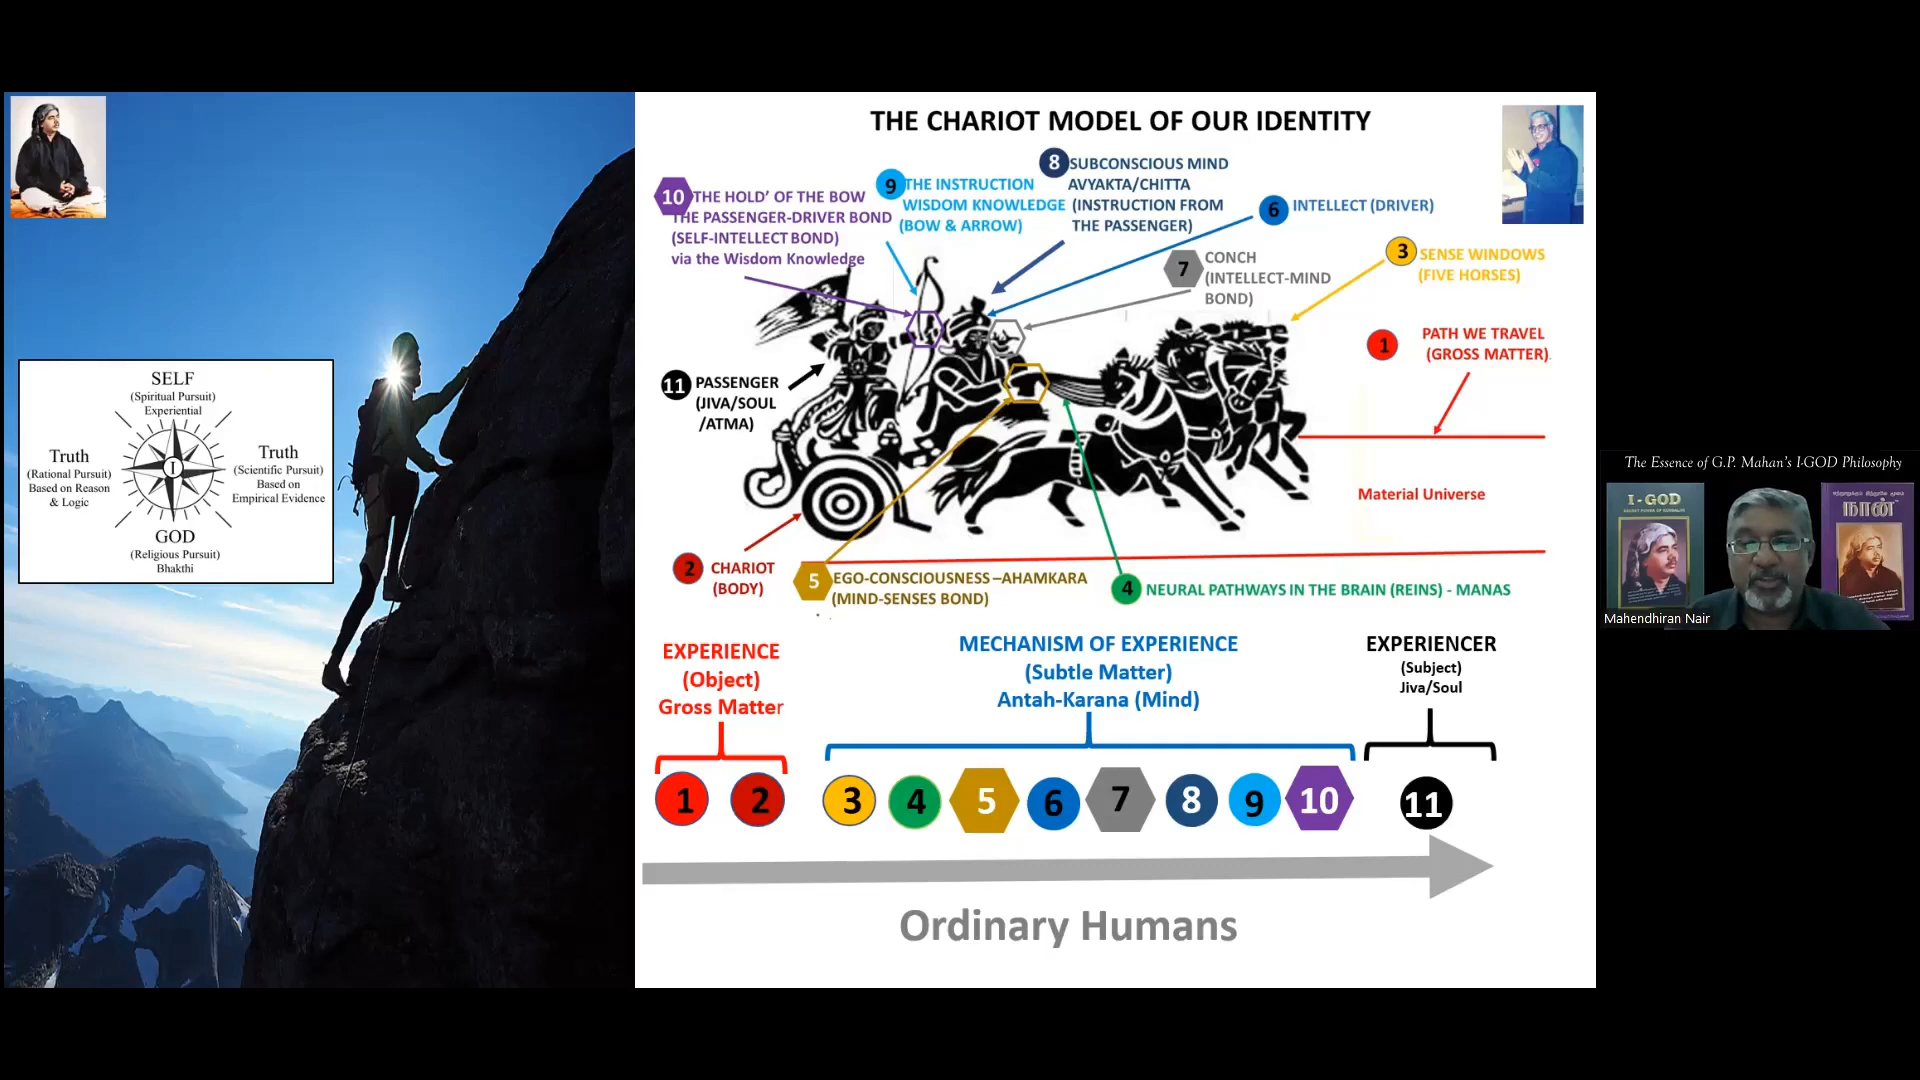 SELF
(Spiritual Pursuit)
Experiential
Truth
(Rational Pursuit)
Based on Reason
& Logic
I
Truth
(Scientific Pursuit)
Based on
Empirical Evidence
GOD
(Religious Pursuit)
Bhakthi
THE CHARIOT MODEL OF OUR IDENTITY
10 THE HOLD' OF THE BOW
THE PASSENGER-DRIVER BOND
(SELF-INTELLECT BOND)
via the Wisdom Knowledge
9 THE INSTRUCTION
WISDOM KNOWLEDGE
(BOW & ARROW)
8 SUBCONSCIOUS MIND
AVYAKTA/CHITTA
(INSTRUCTION FROM
THE PASSENGER)
6 INTELLECT (DRIVER)
7 CONCH
(INTELLECT-MIND
BOND)
3 SENSE WINDOWS
(FIVE HORSES)
1 PATH WE TRAVEL
(GROSS MATTER)
11 PASSENGER
(JIVA/SOUL
/ATMA)
Material Universe
2 CHARIOT
(BODY)
5 EGO-CONSCIOUSNESS –AHAMKARA
(MIND-SENSES BOND)
4 NEURAL PATHWAYS IN THE BRAIN (REINS) - MANAS
EXPERIENCE
(Object)
Gross Matter
MECHANISM OF EXPERIENCE
(Subtle Matter)
Antah-Karana (Mind)
EXPERIENCER
(Subject)
Jiva/Soul
1 2 3 4 5 6 7 8 9 10 11
Ordinary Humans
The Essence of G.P. Mahan's I-GOD Philosophy
I - GOD
நான்
Mahendhiran Nair